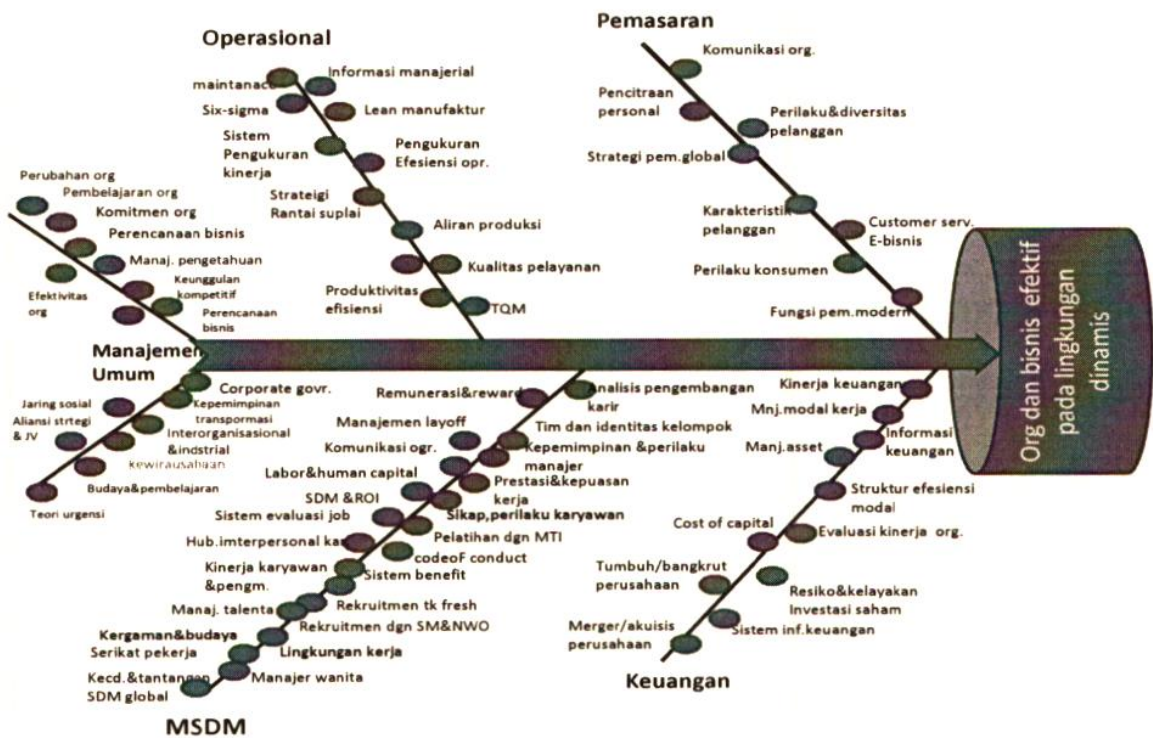 Pemasaran
Operasional
Komunikasi org.
maintanace
Informasi manajerial
Six-sigma
Lean manufaktur
Pencitraan
personal
Perilaku&diversitas
pelanggan
Sistem
Pengukuran
kinerja
Pengukuran
Efesiensi opr.
Strategi pem.global
Strateigi
Rantai suplai
Aliran produksi
Karakteristik
pelanggan
Customer serv.
E-bisnis
Kualitas pelayanan
Perilaku konsumen
Produktivitas
efisiensi
TQM
Fungsi pem.modern
Perubahan org
Pembelajaran org
Komitmen org
Perencanaan bisnis
Manaj. pengetahuan
Keunggulan
kompetitif
Efektivitas
org
Perencanaan
bisnis
Manajemen
Umum
Org dan bisnis efektif
pada lingkungan
dinamis
Corporate govr.
Jaring sosial
Kepemimpinan
transpormasi
Aliansi strtegi
& JV
Interorganisasional
&indstrial
kewirausahaan
Budaya&pembelajaran
Teori urgensi
Remunerasi&reward
Analisis pengembangan
karir
Manajemen layoff
Tim dan identitas kelompok
Komunikasi ogr.
Kepemimpinan &perilaku
manajer
Labor&human capital
Prestasi&kepuasan
kerja
SDM &ROI
Sikap,perilaku karyawan
Sistem evaluasi job
Pelatihan dgn MTI
Hub.imterpersonal kar
codeoF conduct
Kinerja karyawan
&pengm.
Sistem benefit
Manaj. talenta
Rekruitmen tk fresh
Rekruitmen dgn SM&NWO
Kergaman&budaya
Serikat pekerja
Lingkungan kerja
Kecd.&tantangan
SDM global
Manajer wanita
MSDM
Kinerja keuangan
Mnj.modal kerja
Informasi
keuangan
Manj.asset
Struktur efesiensi
modal
Cost of capital
Evaluasi kinerja org.
Tumbuh/bangkrut
perusahaan
Resiko&kelayakan
Investasi saham
Merger/akuisis
perusahaan
Sistem inf.keuangan
Keuangan